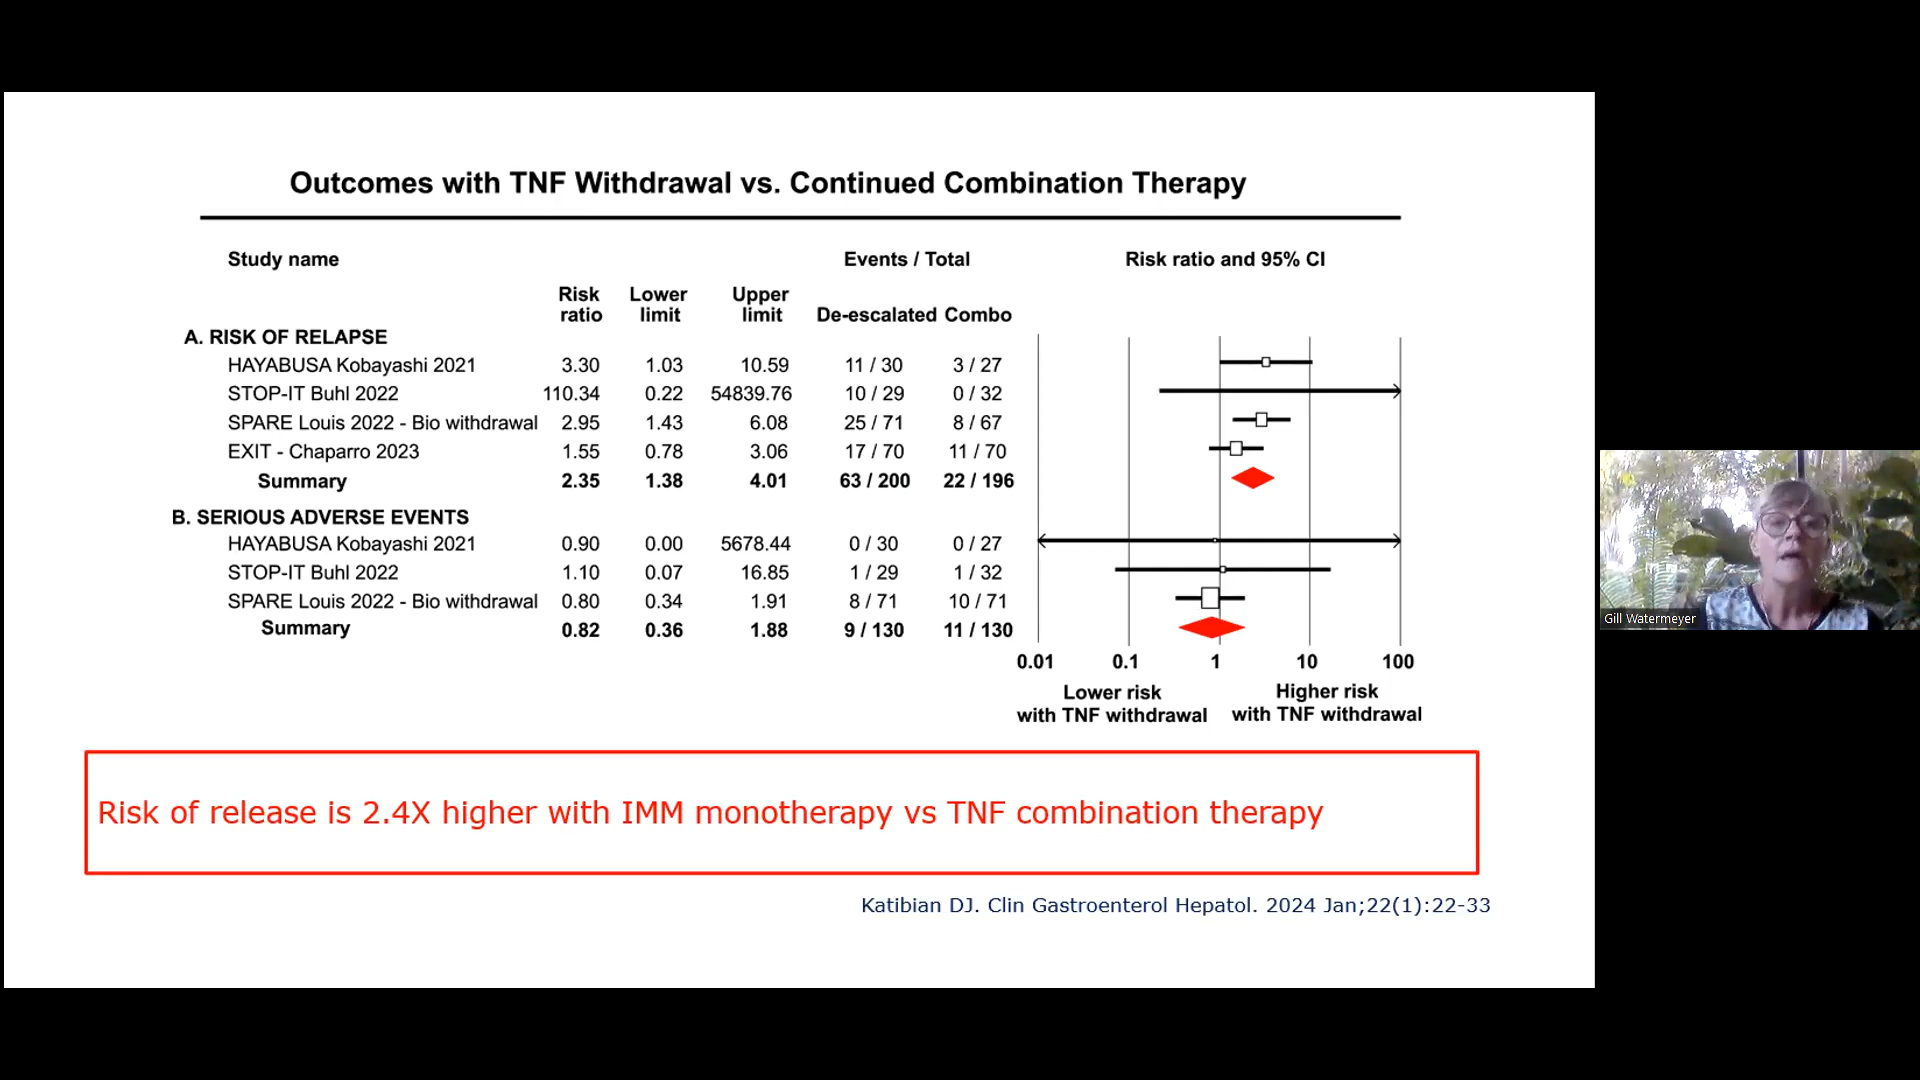 Outcomes with TNF Withdrawal vs. Continued Combination Therapy
Study name Events / Total Risk ratio and 95% CI
Risk ratio Lower limit Upper limit De-escalated Combo
A. RISK OF RELAPSE
HAYABUSA Kobayashi 2021 3.30 1.03 10.59 11 / 30 3 / 27
STOP-IT Buhl 2022 110.34 0.22 54839.76 10 / 29 0 / 32
SPARE Louis 2022 - Bio withdrawal 2.95 1.43 6.08 25 / 71 8 / 67
EXIT - Chaparro 2023 1.55 0.78 3.06 17 / 70 11 / 70
Summary 2.35 1.38 4.01 63 / 200 22 / 196
B. SERIOUS ADVERSE EVENTS
HAYABUSA Kobayashi 2021 0.90 0.00 5678.44 0 / 30 0 / 27
STOP-IT Buhl 2022 1.10 0.07 16.85 1 / 29 1 / 32
SPARE Louis 2022 - Bio withdrawal 0.80 0.34 1.91 8 / 71 10 / 71
Summary 0.82 0.36 1.88 9 / 130 11 / 130
0.01 0.1 1 10 100
Lower risk with TNF withdrawal
Higher risk with TNF withdrawal
Risk of release is 2.4X higher with IMM monotherapy vs TNF combination therapy
Katibian DJ. Clin Gastroenterol Hepatol. 2024 Jan;22(1):22-33
Gill Watermeyer